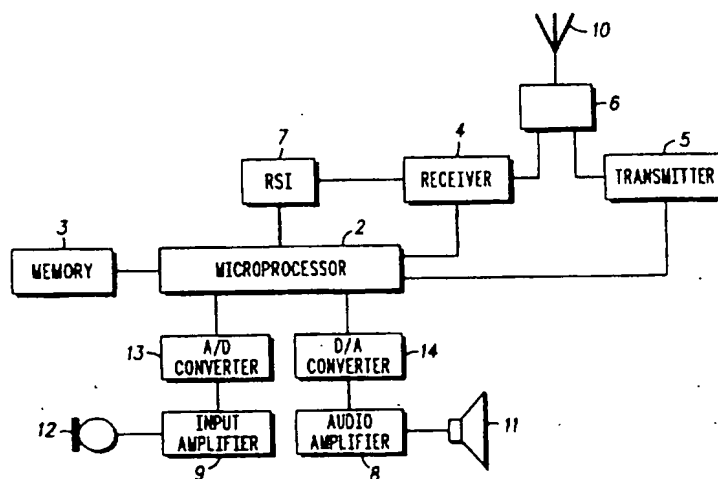 10
6
7
4
5
RSI
RECEIVER
TRANSMITTER
3
2
MEMORY
MICROPROCESSOR
13
A/D
CONVERTER
D/A
CONVERTER
14
12
INPUT
AMPLIFIER
AUDIO
AMPLIFIER
11
9
8